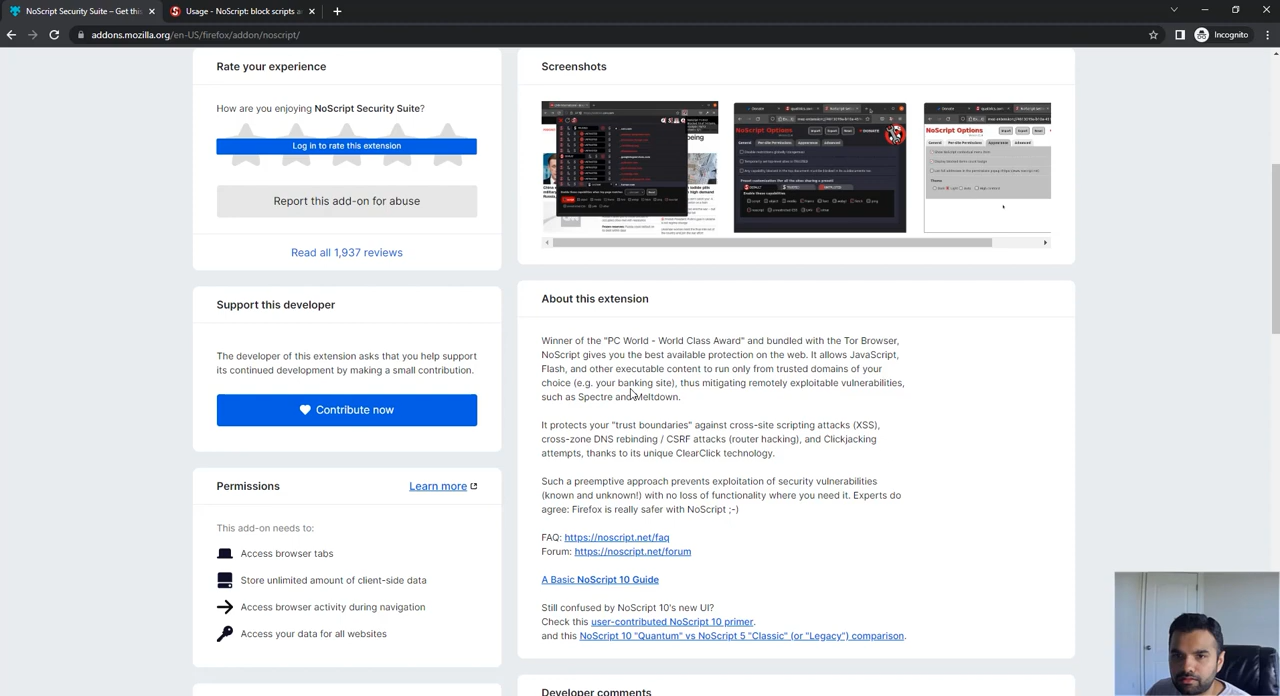 NoScript Security Suite – Get this
Usage - NoScript: block scripts a
addons.mozilla.org/en-US/firefox/addon/noscript/
Incognito
Rate your experience
How are you enjoying NoScript Security Suite?
Log in to rate this extension
Report this add-on for abuse
Read all 1,937 reviews
Support this developer
The developer of this extension asks that you help support
its continued development by making a small contribution.
Contribute now
Permissions
Learn more
This add-on needs to:
Access browser tabs
Store unlimited amount of client-side data
Access browser activity during navigation
Access your data for all websites
Screenshots
NoScript Options
NoScript Options
About this extension
Winner of the "PC World - World Class Award" and bundled with the Tor Browser,
NoScript gives you the best available protection on the web. It allows JavaScript,
Flash, and other executable content to run only from trusted domains of your
choice (e.g. your banking site), thus mitigating remotely exploitable vulnerabilities,
such as Spectre and Meltdown.
It protects your "trust boundaries" against cross-site scripting attacks (XSS),
cross-zone DNS rebinding / CSRF attacks (router hacking), and Clickjacking
attempts, thanks to its unique ClearClick technology.
Such a preemptive approach prevents exploitation of security vulnerabilities
(known and unknown!) with no loss of functionality where you need it. Experts do
agree: Firefox is really safer with NoScript ;-)
FAQ: https://noscript.net/faq
Forum: https://noscript.net/forum
A Basic NoScript 10 Guide
Still confused by NoScript 10's new UI?
Check this user-contributed NoScript 10 primer.
and this NoScript 10 "Quantum" vs NoScript 5 "Classic" (or "Legacy") comparison.
Developer comments